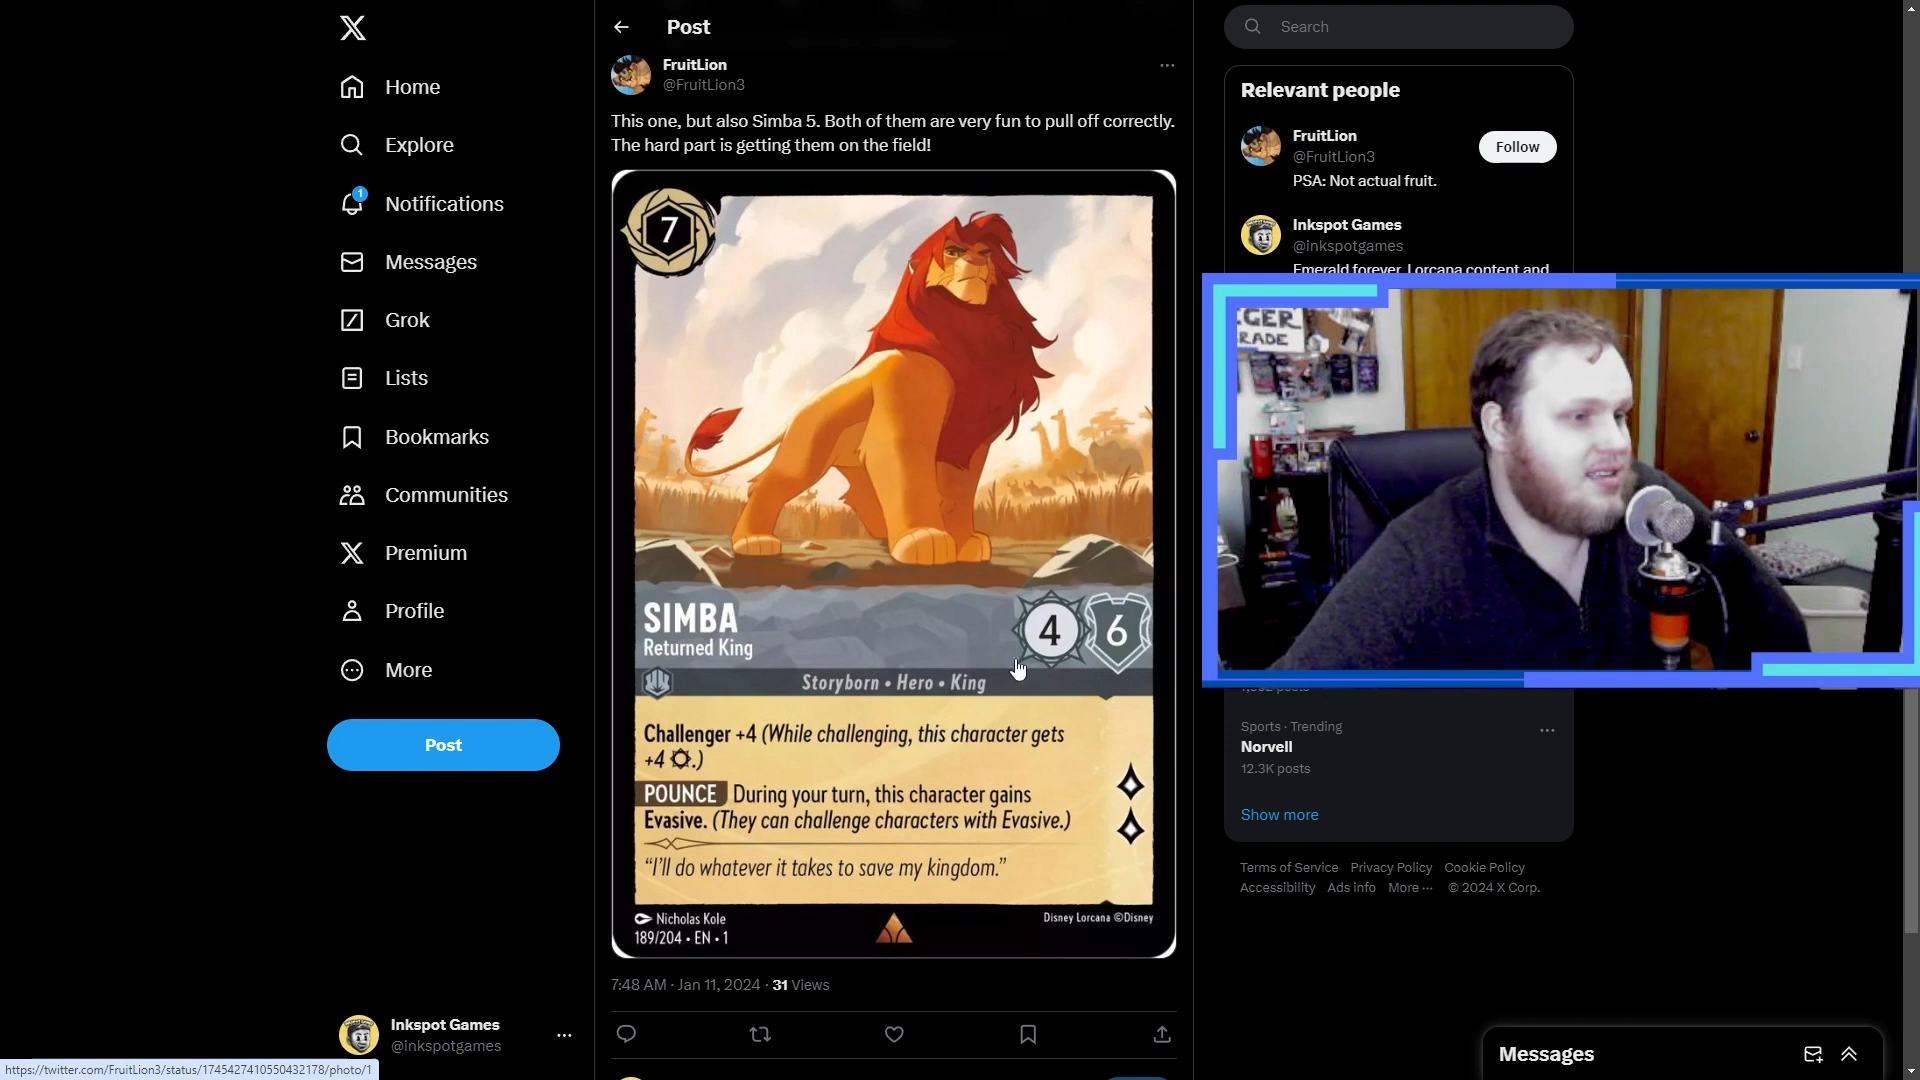 Home
Explore
1
Notifications
Messages
Grok
Lists
Bookmarks
Communities
Premium
Profile
More
Post
Inkspot Games
@inkspotgames
https://twitter.com/FruitLion3/status/1745427410550432178/photo/1
Post
FruitLion
@FruitLion3
This one, but also Simba 5. Both of them are very fun to pull off correctly.
The hard part is getting them on the field!
7
SIMBA
Returned King
4
6
Storyborn • Hero • King
Challenger +4 (While challenging, this character gets
+4 .)
POUNCE During your turn, this character gains
Evasive. (They can challenge characters with Evasive.)
“I'll do whatever it takes to save my kingdom.”
Nicholas Kole
189/204 • EN • 1
Disney Lorcana ©Disney
7:48 AM · Jan 11, 2024 · 31 Views
Search
Relevant people
FruitLion
@FruitLion3
Follow
PSA: Not actual fruit.
Inkspot Games
@inkspotgames
Emerald forever. Lorcana content and
Sports · Trending
Norvell
12.3K posts
Show more
Terms of Service Privacy Policy Cookie Policy
Accessibility Ads info More ··· © 2024 X Corp.
Messages